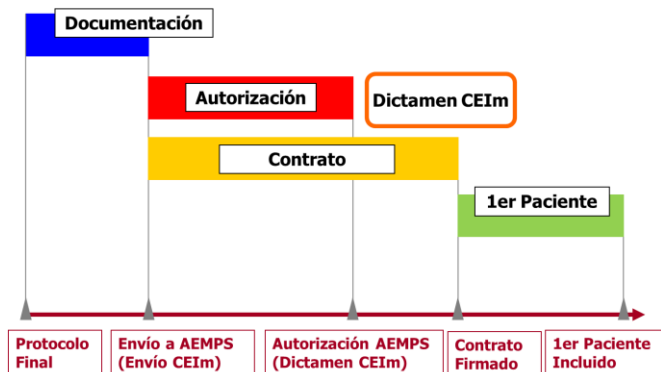 Documentación
Autorización
Dictamen CEIm
Contrato
1er Paciente
Protocolo
Final
Envío a AEMPS
(Envío CEIm)
Autorización AEMPS
(Dictamen CEIm)
Contrato
Firmado
1er Paciente
Incluido